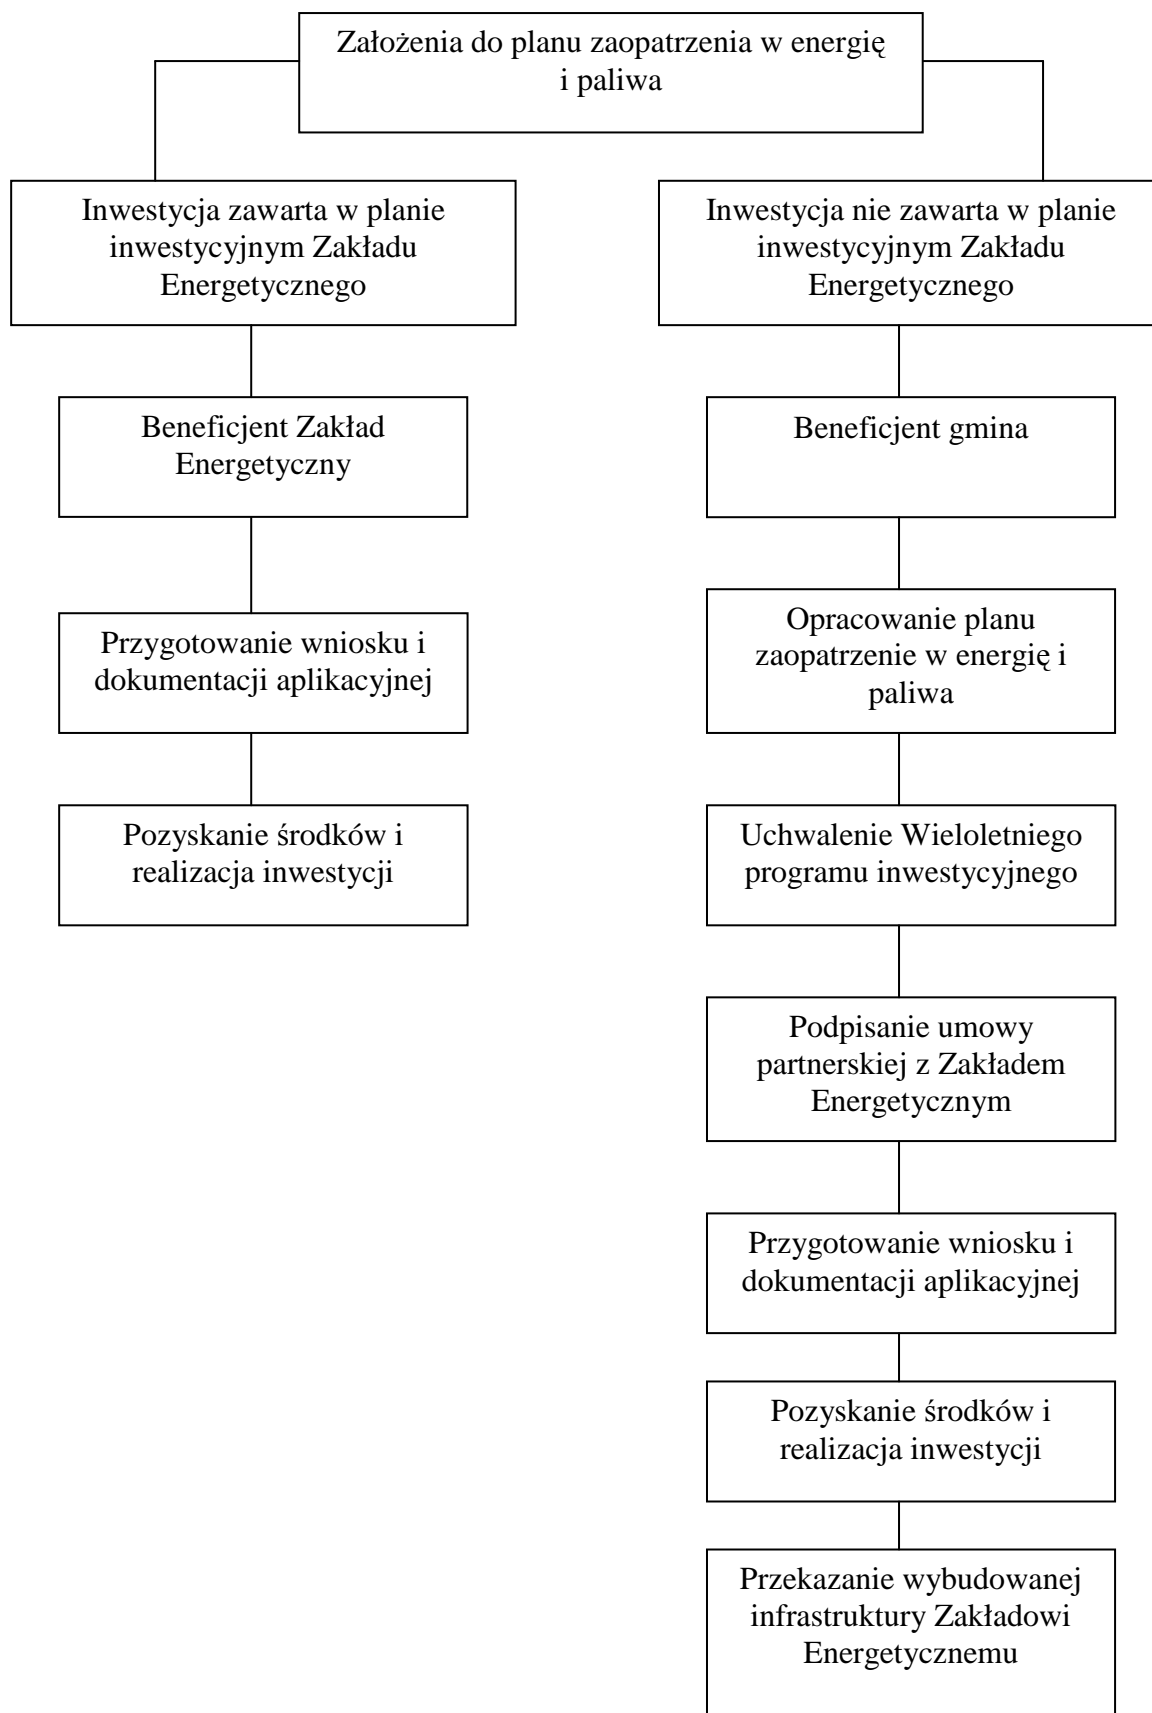 Założenia do planu zaopatrzenia w energię
i paliwa
Inwestycja zawarta w planie
inwestycyjnym Zakładu
Energetycznego
Inwestycja nie zawarta w planie
inwestycyjnym Zakładu
Energetycznego
Beneficjent Zakład
Energetyczny
Beneficjent gmina
Przygotowanie wniosku i
dokumentacji aplikacyjnej
Opracowanie planu
zaopatrzenie w energię i
paliwa
Pozyskanie środków i
realizacja inwestycji
Uchwalenie Wieloletniego
programu inwestycyjnego
Podpisanie umowy
partnerskiej z Zakładem
Energetycznym
Przygotowanie wniosku i
dokumentacji aplikacyjnej
Pozyskanie środków i
realizacja inwestycji
Przekazanie wybudowanej
infrastruktury Zakładowi
Energetycznemu